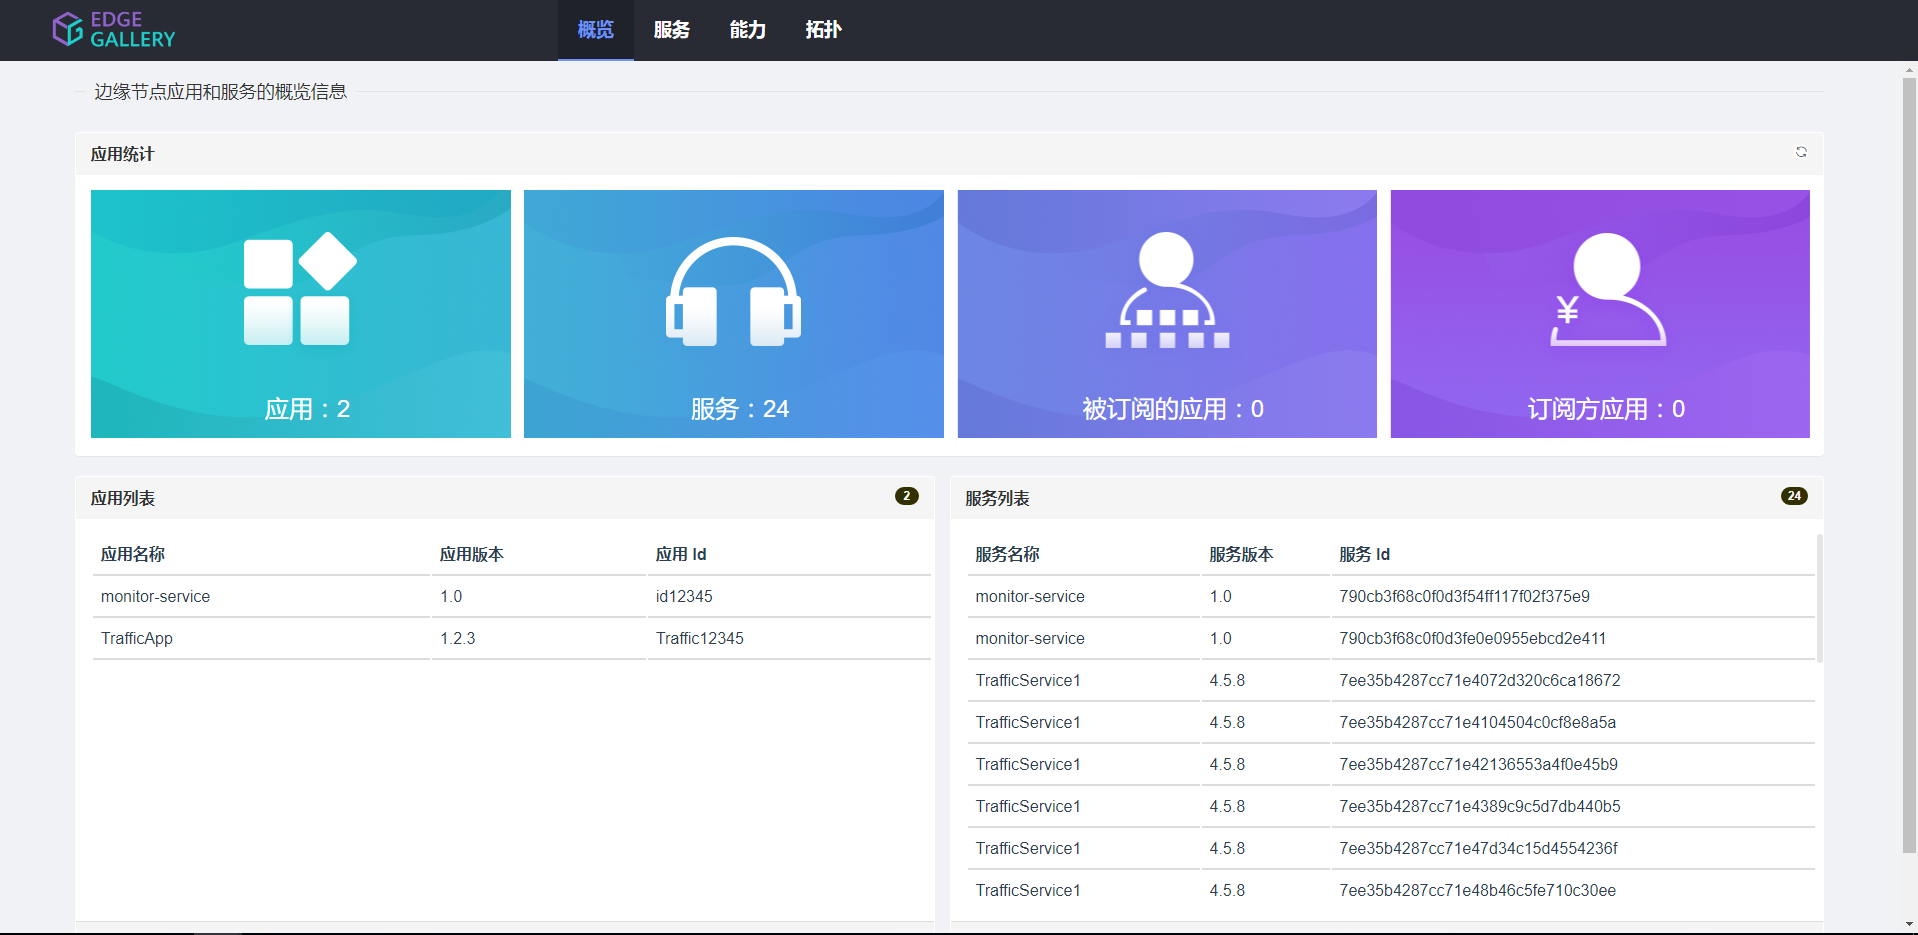 EDGE
GALLERY
概览 服务 能力 拓扑
边缘节点应用和服务的概览信息
应用统计
应用：2
服务：24
¥
被订阅的应用：0
订阅方应用：0
应用列表 2
应用名称 应用版本 应用 Id
monitor-service 1.0 id12345
TrafficApp 1.2.3 Traffic12345
服务列表 24
服务名称 服务版本 服务 Id
monitor-service 1.0 790cb3f68c0f0d3f54ff117f02f375e9
monitor-service 1.0 790cb3f68c0f0d3fe0e0955ebcd2e411
TrafficService1 4.5.8 7ee35b4287cc71e4072d320c6ca18672
TrafficService1 4.5.8 7ee35b4287cc71e4104504c0cf8e8a5a
TrafficService1 4.5.8 7ee35b4287cc71e42136553a4f0e45b9
TrafficService1 4.5.8 7ee35b4287cc71e4389c9c5d7db440b5
TrafficService1 4.5.8 7ee35b4287cc71e47d34c15d4554236f
TrafficService1 4.5.8 7ee35b4287cc71e48b46c5fe710c30ee